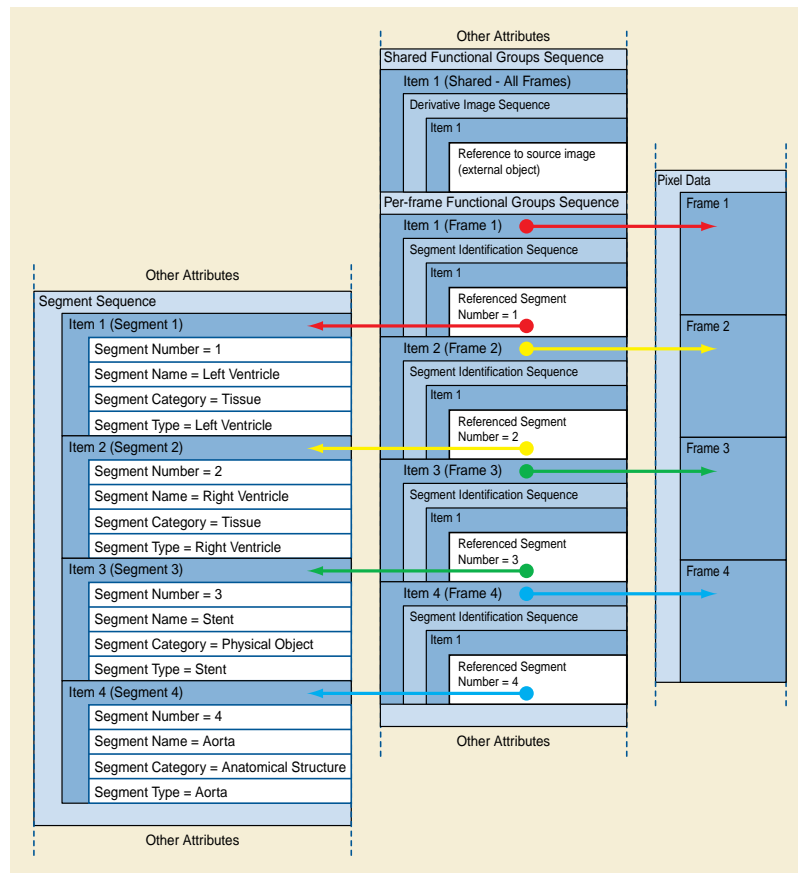 Other Attributes
Segment Sequence
Item 1 (Segment 1)
Segment Number = 1
Segment Name = Left Ventricle
Segment Category = Tissue
Segment Type = Left Ventricle
Item 2 (Segment 2)
Segment Number = 2
Segment Name = Right Ventricle
Segment Category = Tissue
Segment Type = Right Ventricle
Item 3 (Segment 3)
Segment Number = 3
Segment Name = Stent
Segment Category = Physical Object
Segment Type = Stent
Item 4 (Segment 4)
Segment Number = 4
Segment Name = Aorta
Segment Category = Anatomical Structure
Segment Type = Aorta
Other Attributes
Other Attributes
Shared Functional Groups Sequence
Item 1 (Shared - All Frames)
Derivative Image Sequence
Item 1
Reference to source image
(external object)
Per-frame Functional Groups Sequence
Item 1 (Frame 1)
Segment Identification Sequence
Item 1
Referenced Segment
Number = 1
Item 2 (Frame 2)
Segment Identification Sequence
Item 1
Referenced Segment
Number = 2
Item 3 (Frame 3)
Segment Identification Sequence
Item 1
Referenced Segment
Number = 3
Item 4 (Frame 4)
Segment Identification Sequence
Item 1
Referenced Segment
Number = 4
Other Attributes
Pixel Data
Frame 1
Frame 2
Frame 3
Frame 4